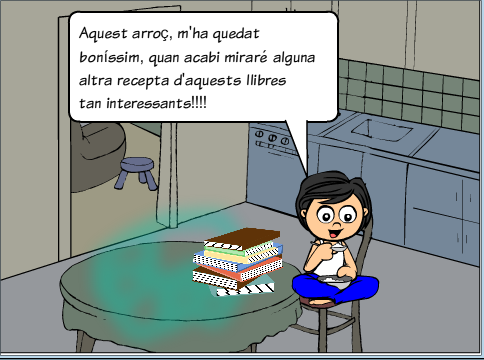 Aquest arroç, m'ha quedat
boníssim, quan acabi miraré alguna
altra recepta d'aquests llibres
tan interessants!!!!